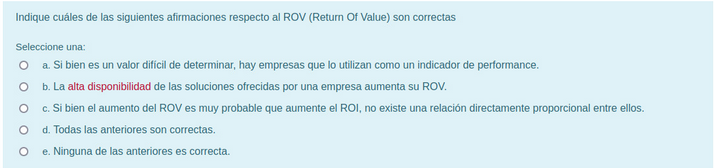 Indique cuáles de las siguientes afirmaciones respecto al ROV (Return Of Value) son correctas
Seleccione una:
a. Si bien es un valor difícil de determinar, hay empresas que lo utilizan como un indicador de performance.
b. La alta disponibilidad de las soluciones ofrecidas por una empresa aumenta su ROV.
c. Si bien el aumento del ROV es muy probable que aumente el ROI, no existe una relación directamente proporcional entre ellos.
d. Todas las anteriores son correctas.
e. Ninguna de las anteriores es correcta.